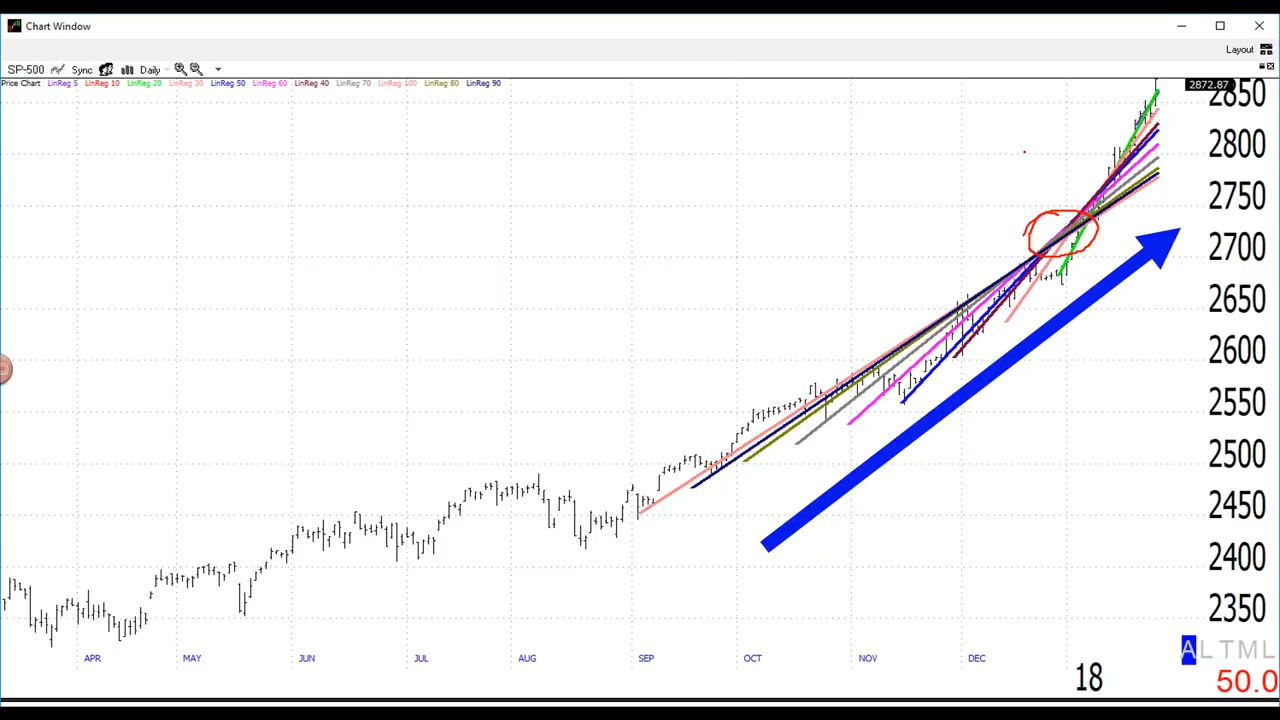 Chart Window
Layout
SP-500 Sync Daily
Price Chart LinReg 5 LinReg 10 LinReg 20 LinReg 30 LinReg 50 LinReg 60 LinReg 40 LinReg 70 LinReg 100 LinReg 80 LinReg 90
2872.87
2850
2800
2750
2700
2650
2600
2550
2500
2450
2400
2350
APR MAY JUN JUL AUG SEP OCT NOV DEC
18
ALTML
50.0